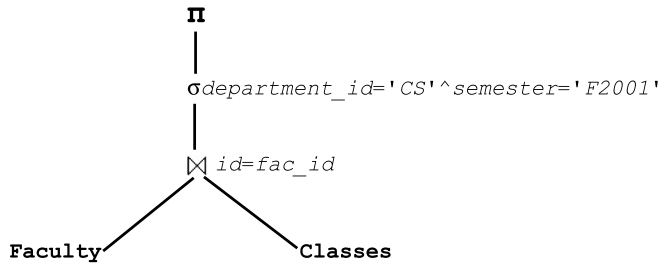 π
σdepartment_id='CS'^semester='F2001'
⋈ id=fac_id
Faculty Classes